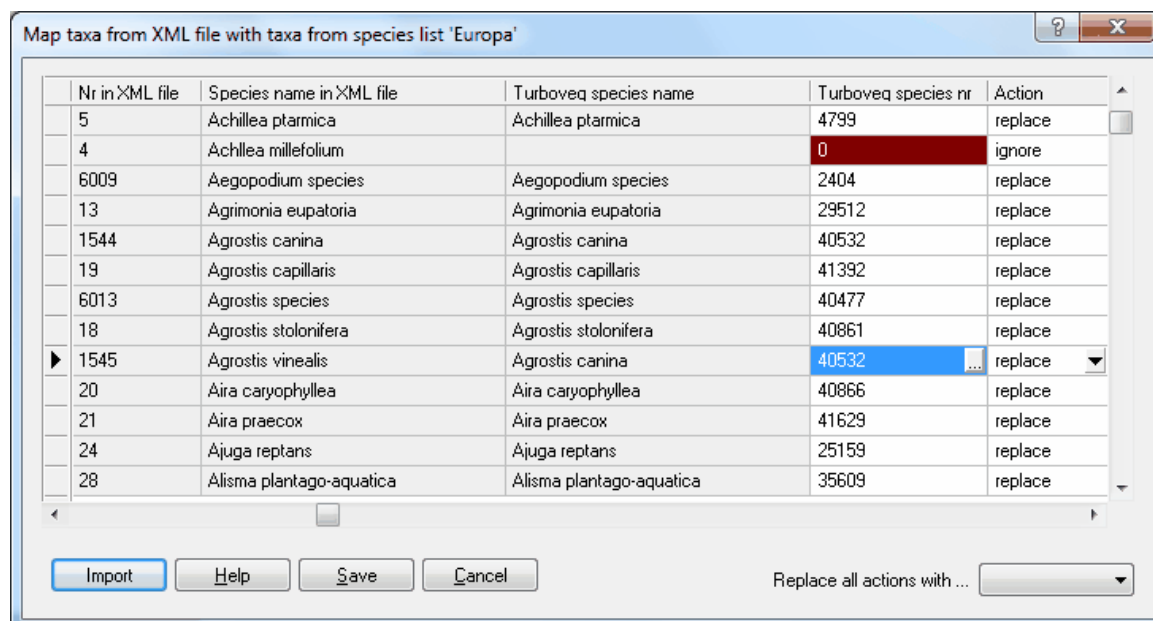 Map taxa from XML file with taxa from species list 'Europa'
Nr in XML file Species name in XML file Turboveg species name Turboveg species nr Action
5 Achillea ptarmica Achillea ptarmica 4799 replace
4 Achllea millefolium 0 ignore
6009 Aegopodium species Aegopodium species 2404 replace
13 Agrimonia eupatoria Agrimonia eupatoria 29512 replace
1544 Agrostis canina Agrostis canina 40532 replace
19 Agrostis capillaris Agrostis capillaris 41392 replace
6013 Agrostis species Agrostis species 40477 replace
18 Agrostis stolonifera Agrostis stolonifera 40861 replace
1545 Agrostis vinealis Agrostis canina 40532 ... replace
20 Aira caryophyllea Aira caryophyllea 40866 replace
21 Aira praecox Aira praecox 41629 replace
24 Ajuga reptans Ajuga reptans 25159 replace
28 Alisma plantago-aquatica Alisma plantago-aquatica 35609 replace
Import Help Save Cancel Replace all actions with ...